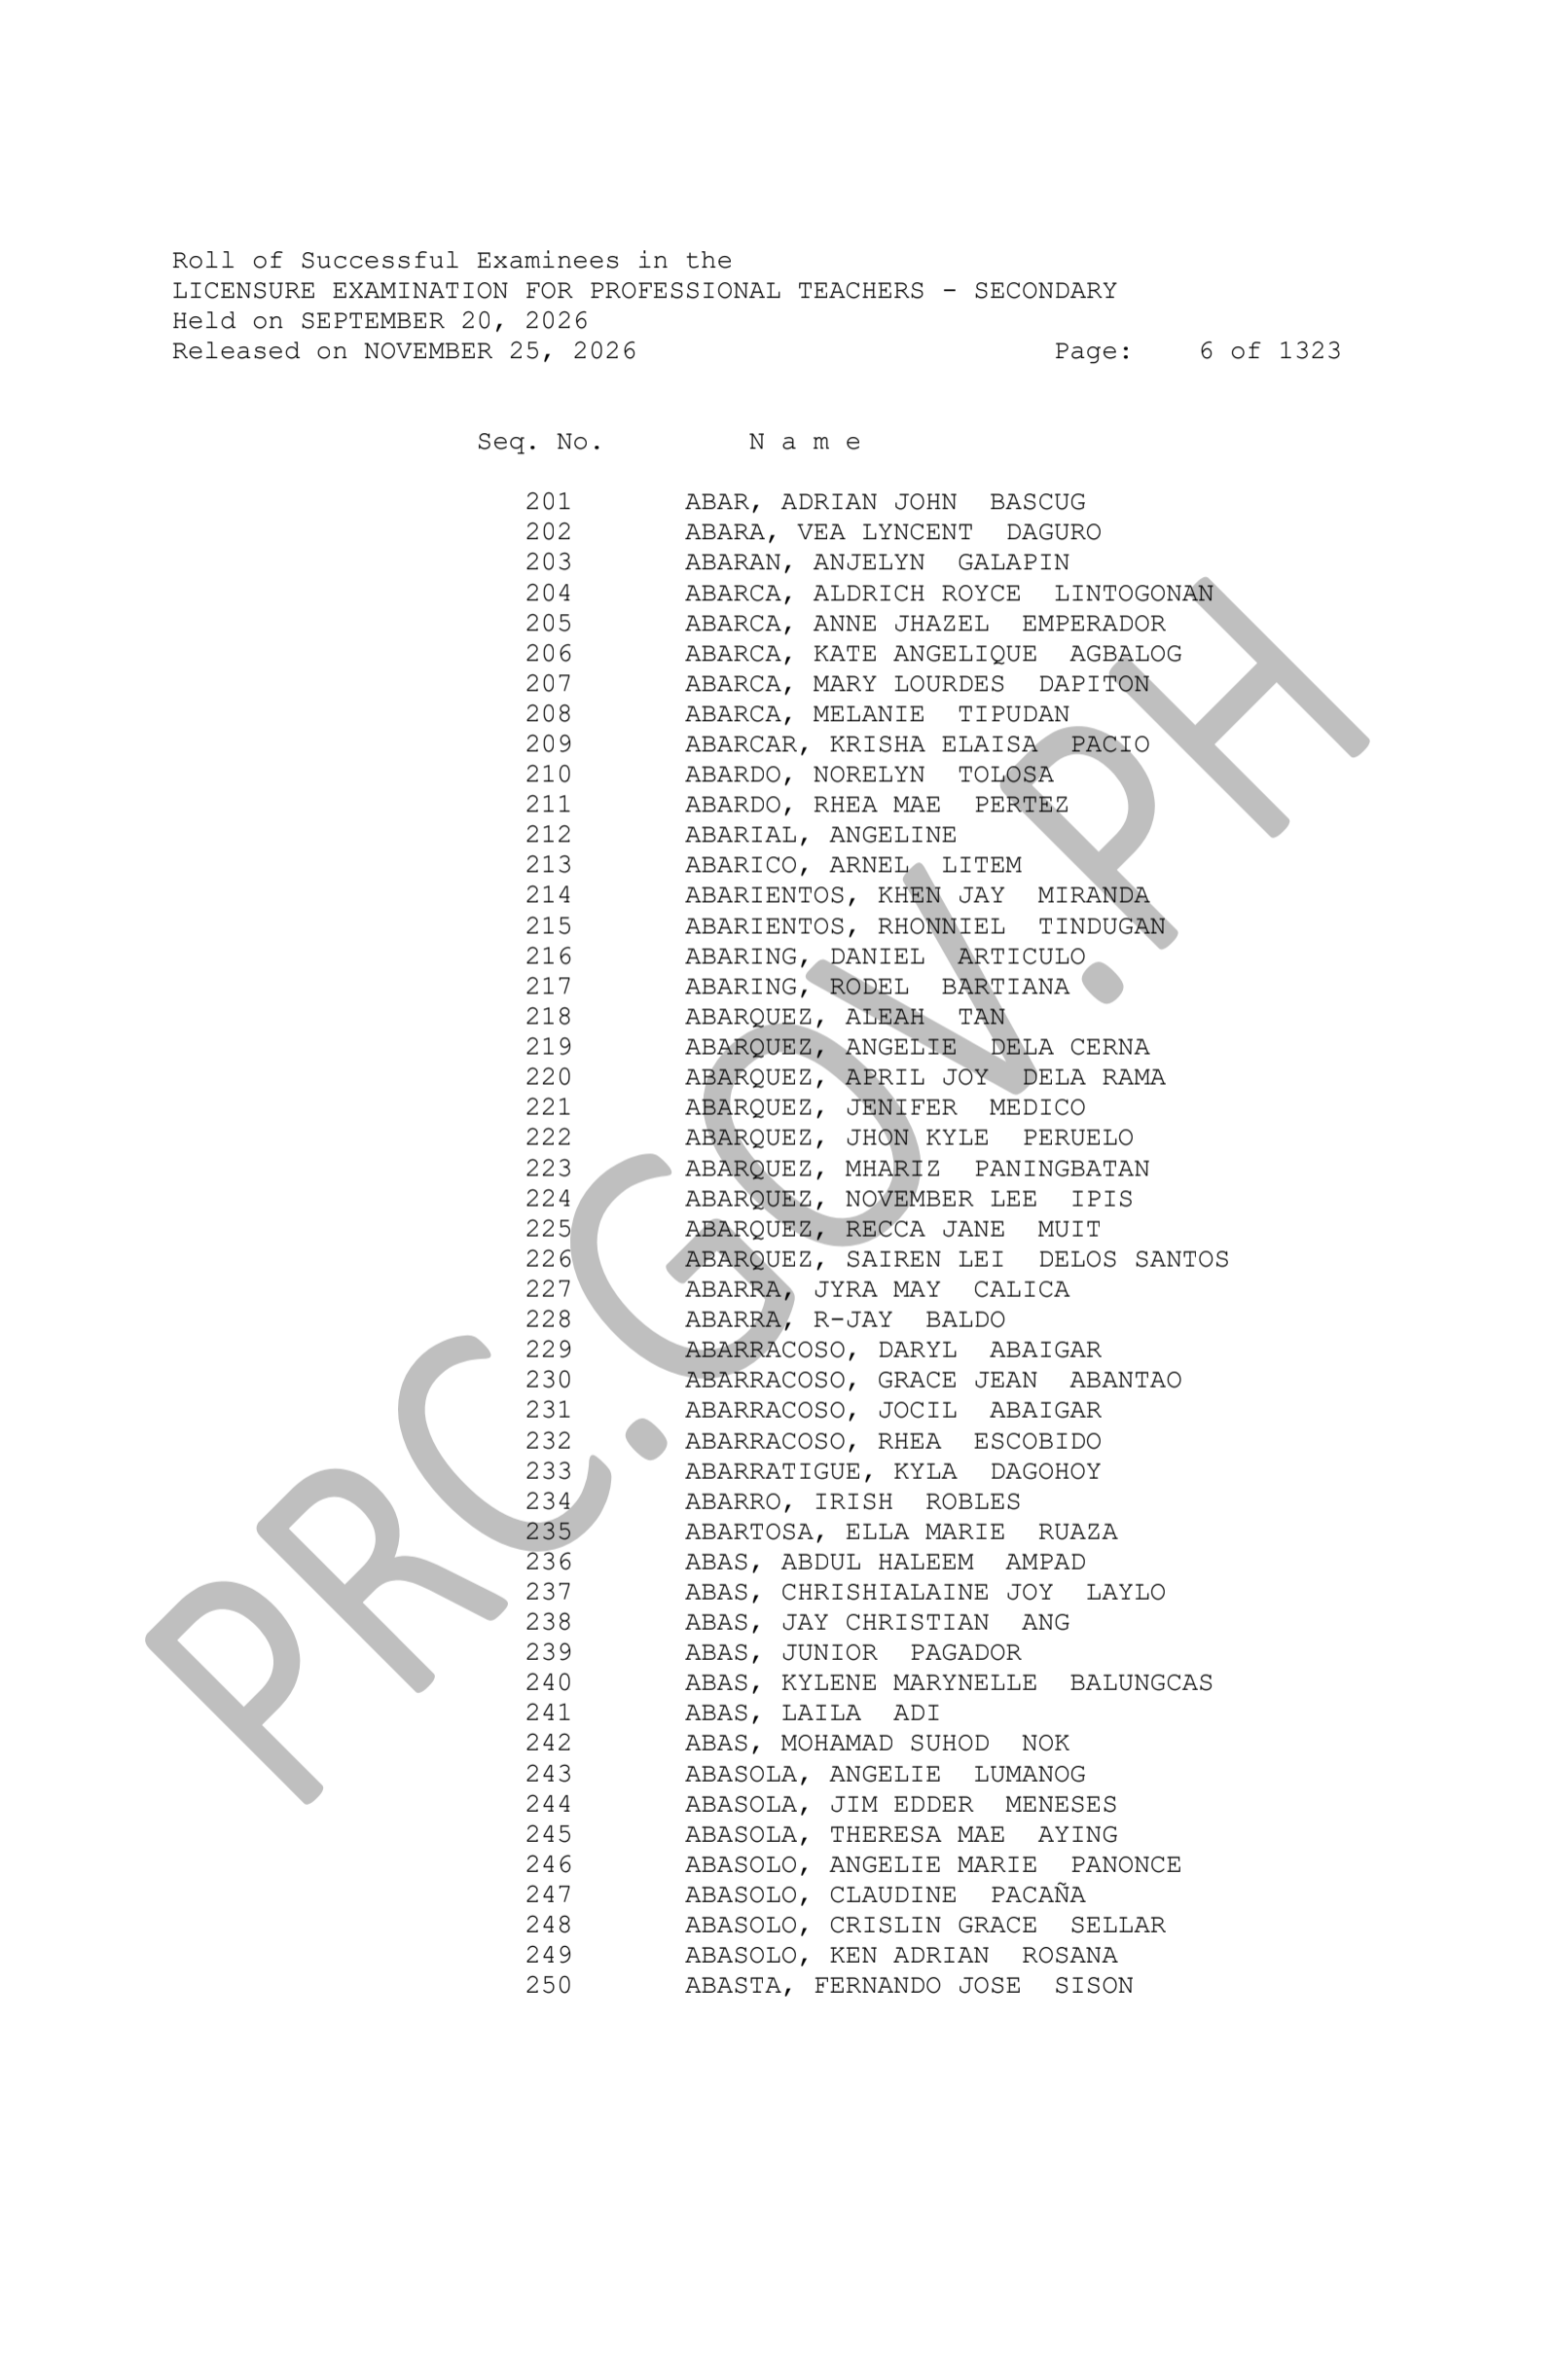 Roll of Successful Examinees in the
LICENSURE EXAMINATION FOR PROFESSIONAL TEACHERS - SECONDARY
Held on SEPTEMBER 20, 2026
Released on NOVEMBER 25, 2026 Page: 6 of 1323
Seq. No. N a m e
201 ABAR, ADRIAN JOHN BASCUG
202 ABARA, VEA LYNCENT DAGURO
203 ABARAN, ANJELYN GALAPIN
204 ABARCA, ALDRICH ROYCE LINTOGONAN
205 ABARCA, ANNE JHAZEL EMPERADOR
206 ABARCA, KATE ANGELIQUE AGBALOG
207 ABARCA, MARY LOURDES DAPITON
208 ABARCA, MELANIE TIPUDAN
209 ABARCAR, KRISHA ELAISA PACIO
210 ABARDO, NORELYN TOLOSA
211 ABARDO, RHEA MAE PERTEZ
212 ABARIAL, ANGELINE
213 ABARICO, ARNEL LITEM
214 ABARIENTOS, KHEN JAY MIRANDA
215 ABARIENTOS, RHONNIEL TINDUGAN
216 ABARING, DANIEL ARTICULO
217 ABARING, RODEL BARTIANA
218 ABARQUEZ, ALEAH TAN
219 ABARQUEZ, ANGELIE DELA CERNA
220 ABARQUEZ, APRIL JOY DELA RAMA
221 ABARQUEZ, JENIFER MEDICO
222 ABARQUEZ, JHON KYLE PERUELO
223 ABARQUEZ, MHARIZ PANINGBATAN
224 ABARQUEZ, NOVEMBER LEE IPIS
225 ABARQUEZ, RECCA JANE MUIT
226 ABARQUEZ, SAIREN LEI DELOS SANTOS
227 ABARRA, JYRA MAY CALICA
228 ABARRA, R-JAY BALDO
229 ABARRACOSO, DARYL ABAIGAR
230 ABARRACOSO, GRACE JEAN ABANTAO
231 ABARRACOSO, JOCIL ABAIGAR
232 ABARRACOSO, RHEA ESCOBIDO
233 ABARRATIGUE, KYLA DAGOHOY
234 ABARRO, IRISH ROBLES
235 ABARTOSA, ELLA MARIE RUAZA
236 ABAS, ABDUL HALEEM AMPAD
237 ABAS, CHRISHIALAINE JOY LAYLO
238 ABAS, JAY CHRISTIAN ANG
239 ABAS, JUNIOR PAGADOR
240 ABAS, KYLENE MARYNELLE BALUNGCAS
241 ABAS, LAILA ADI
242 ABAS, MOHAMAD SUHOD NOK
243 ABASOLA, ANGELIE LUMANOG
244 ABASOLA, JIM EDDER MENESES
245 ABASOLA, THERESA MAE AYING
246 ABASOLO, ANGELIE MARIE PANONCE
247 ABASOLO, CLAUDINE PACAÑA
248 ABASOLO, CRISLIN GRACE SELLAR
249 ABASOLO, KEN ADRIAN ROSANA
250 ABASTA, FERNANDO JOSE SISON
PRC.GOV.PH